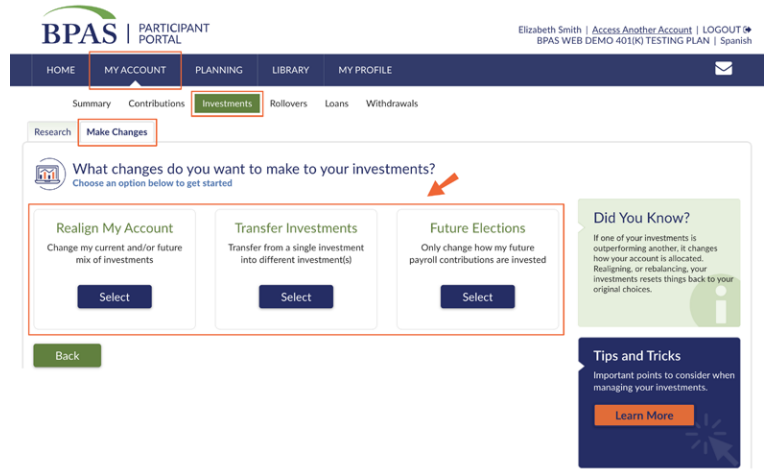 BPAS | PARTICIPANT PORTAL
Elizabeth Smith | Access Another Account | LOGOUT
BPAS WEB DEMO 401(K) TESTING PLAN | Spanish
HOME MY ACCOUNT PLANNING LIBRARY MY PROFILE
Summary Contributions Investments Rollovers Loans Withdrawals
Research Make Changes
What changes do you want to make to your investments?
Choose an option below to get started
Realign My Account
Change my current and/or future
mix of investments
Select
Transfer Investments
Transfer from a single investment
into different investment(s)
Select
Future Elections
Only change how my future
payroll contributions are invested
Select
Back
Did You Know?
If one of your investments is
outperforming another, it changes
how your account is allocated.
Realigning, or rebalancing, your
investments resets things back to your
original choices.
Tips and Tricks
Important points to consider when
managing your investments.
Learn More